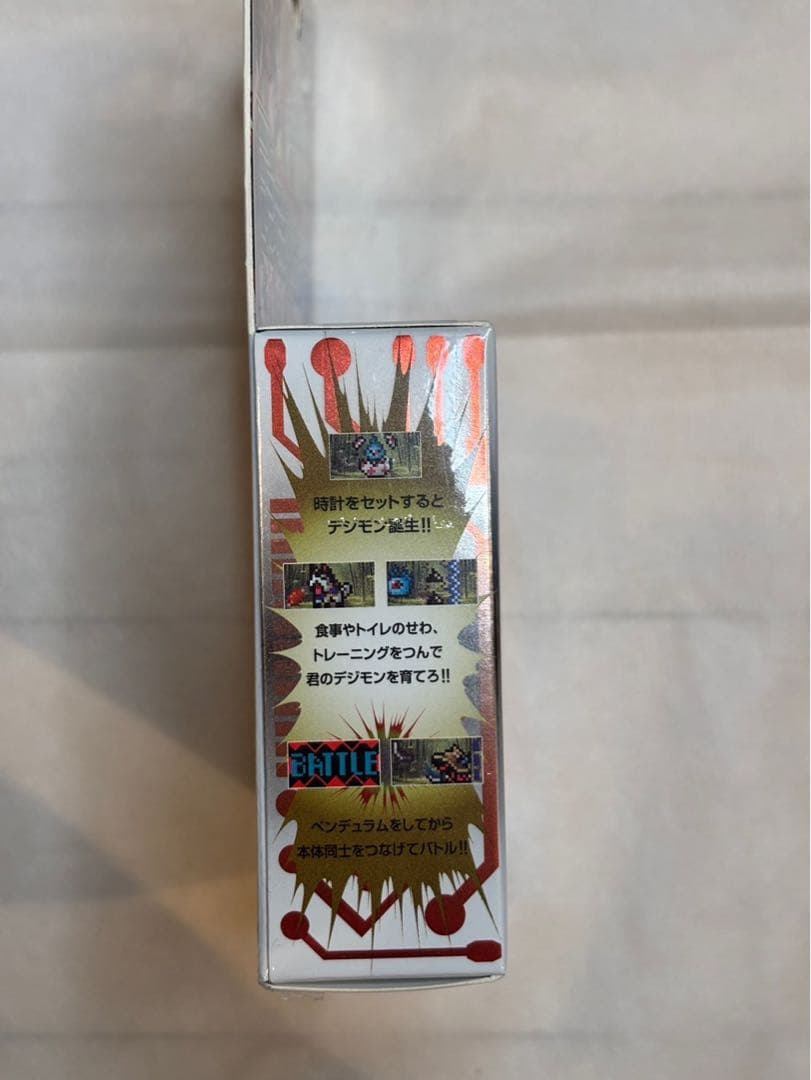 時計をセットすると
デジモン誕生!!
食事やトイレのせわ、
トレーニングをつんで
君のデジモンを育てろ!!
BATTLE
ペンデュラムをしてから
本体同士をつなげてバトル!!